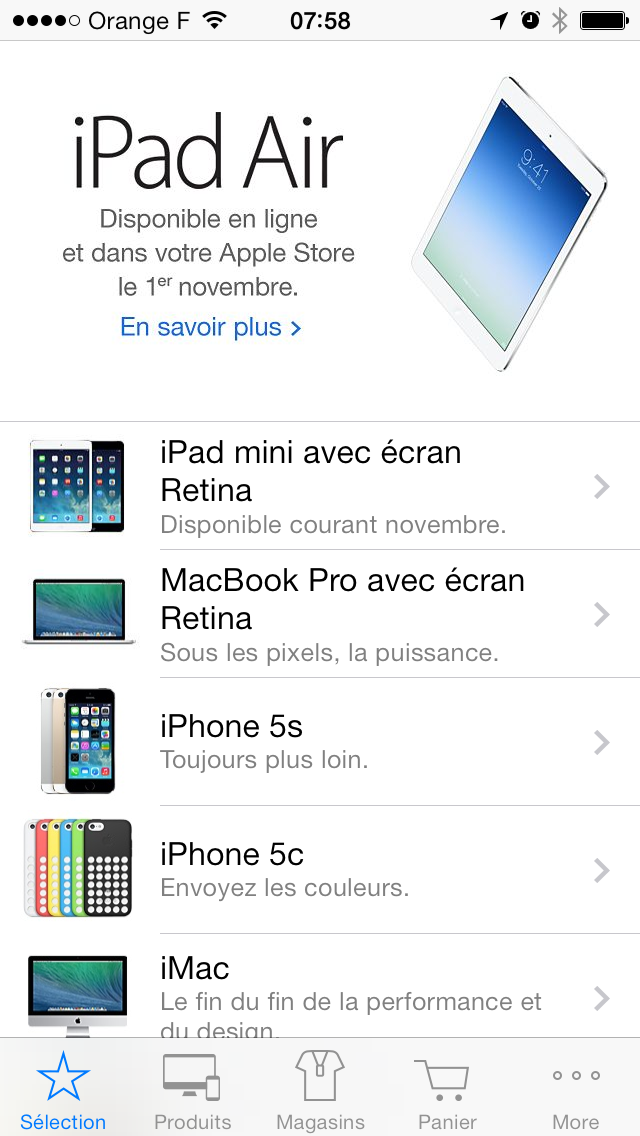 Orange F 07:58
iPad Air
9:41
Disponible en ligne
et dans votre Apple Store
le 1er novembre.
En savoir plus >
iPad mini avec écran
Retina
Disponible courant novembre.
MacBook Pro avec écran
Retina
Sous les pixels, la puissance.
iPhone 5s
Toujours plus loin.
iPhone 5c
Envoyez les couleurs.
iMac
Le fin du fin de la performance et
du design.
Sélection Produits Magasins Panier More